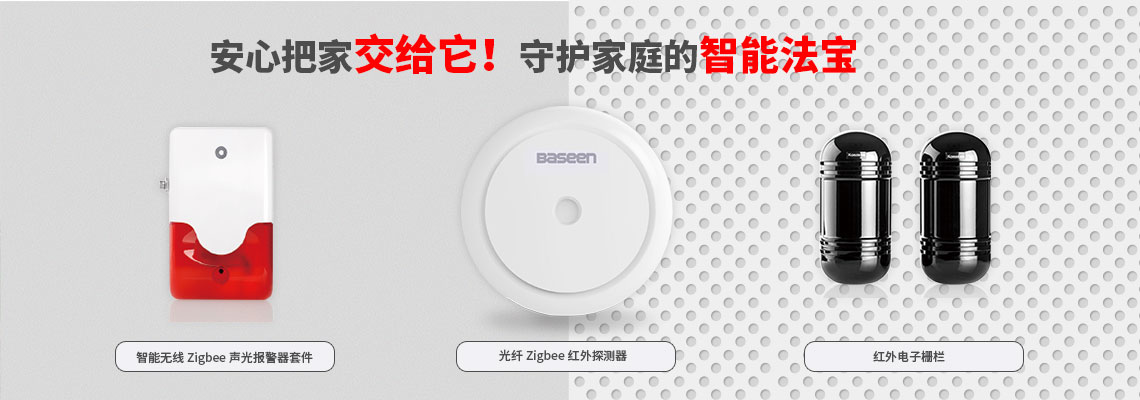 安心把家交给它！守护家庭的智能法宝
Baseen
智能无线 Zigbee 声光报警器套件
光纤 Zigbee 红外探测器
红外电子栅栏